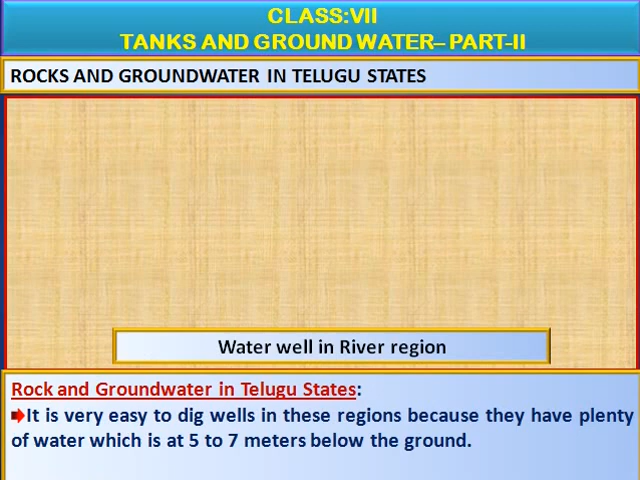 CLASS:VII
TANKS AND GROUND WATER– PART-II
ROCKS AND GROUNDWATER IN TELUGU STATES
Water well in River region
Rock and Groundwater in Telugu States:
It is very easy to dig wells in these regions because they have plenty
of water which is at 5 to 7 meters below the ground.